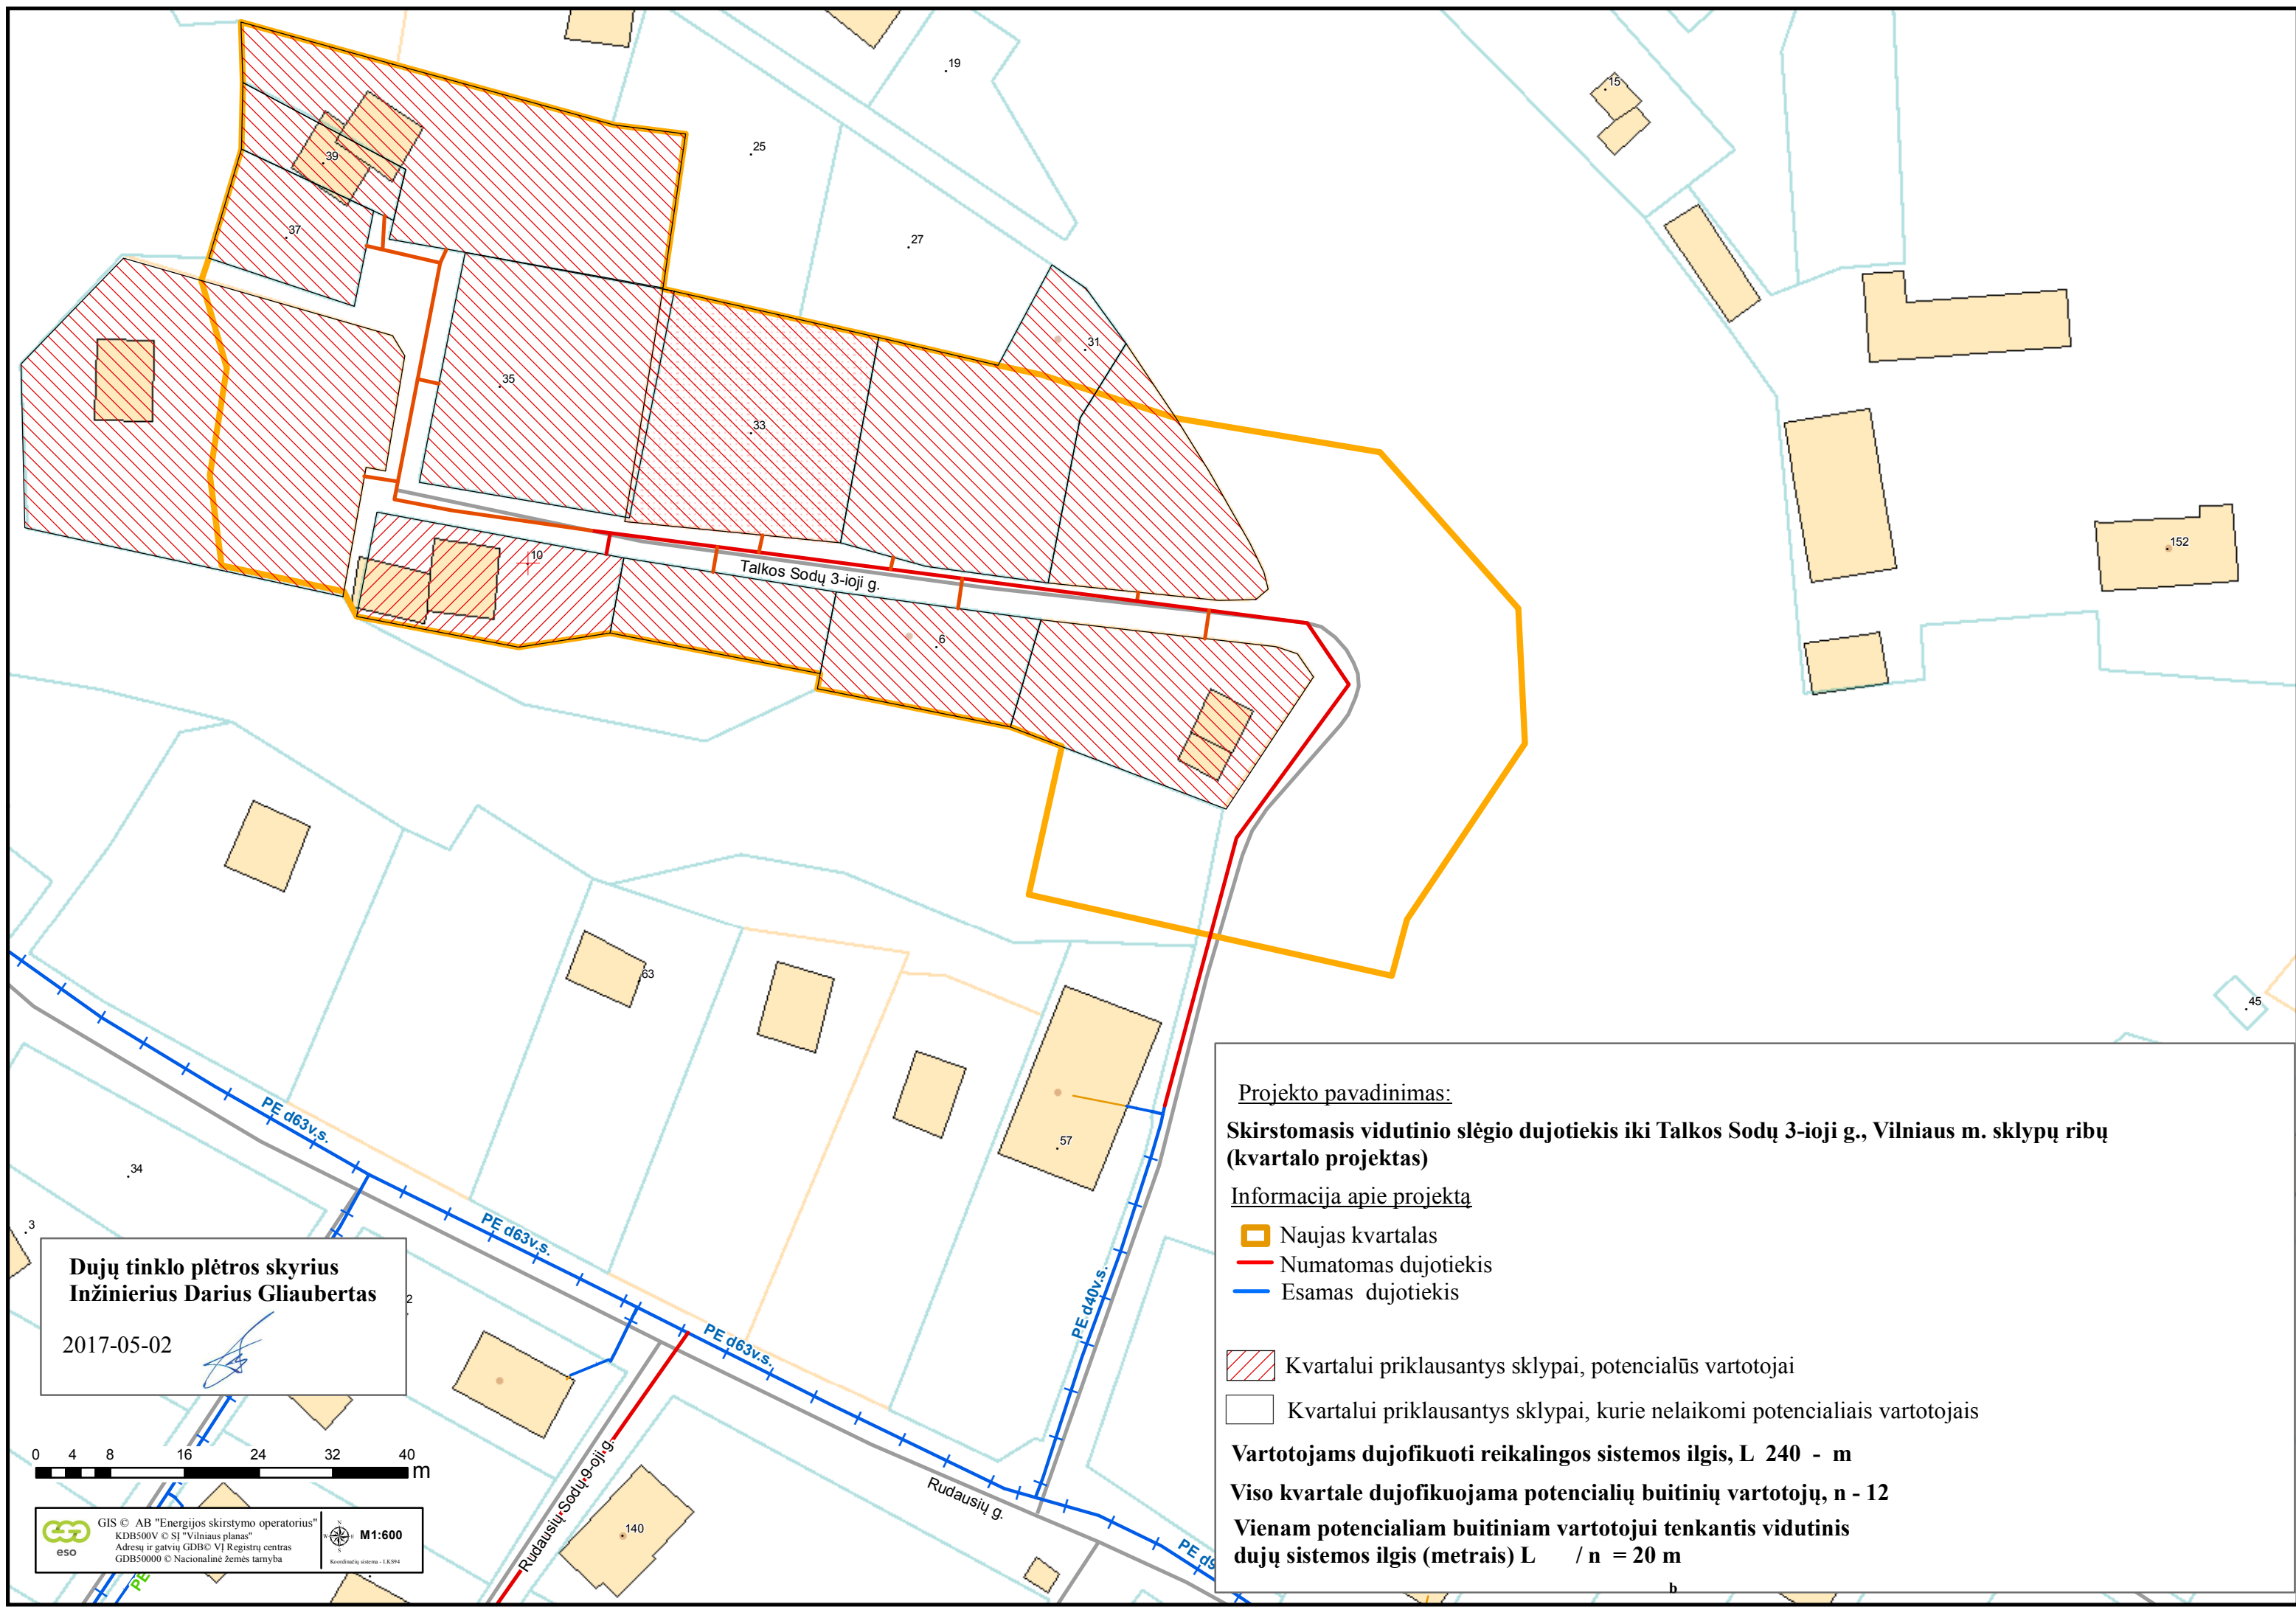 19
15
25
39
27
37
31
35
33
152
10
Talkos Sodų 3-ioji g.
6
63
45
57
PE d63v.s.
34
PE d63v.s.
3
PE d40v.s.
PE d63v.s.
2
Rudausių Sodų 9-oji g.
Rudausių g.
140
PE d9
PE
Projekto pavadinimas:
Skirstomasis vidutinio slėgio dujotiekis iki Talkos Sodų 3-ioji g., Vilniaus m. sklypų ribų
(kvartalo projektas)
Informacija apie projektą
Naujas kvartalas
Numatomas dujotiekis
Esamas dujotiekis
Kvartalui priklausantys sklypai, potencialūs vartotojai
Kvartalui priklausantys sklypai, kurie nelaikomi potencialiais vartotojais
Vartotojams dujofikuoti reikalingos sistemos ilgis, L 240 - m
Viso kvartale dujofikuojama potencialių buitinių vartotojų, n - 12
Vienam potencialiam buitiniam vartotojui tenkantis vidutinis
dujų sistemos ilgis (metrais) L / n = 20 m
b
Dujų tinklo plėtros skyrius
Inžinierius Darius Gliaubertas
2017-05-02
0 4 8 16 24 32 40 m
eso
GIS © AB "Energijos skirstymo operatorius"
KDB500V © SĮ "Vilniaus planas"
Adresų ir gatvių GDB© VĮ Registrų centras
GDB50000 © Nacionalinė žemės tarnyba
N
W E
S
M1:600
Koordinačių sistema - LKS94